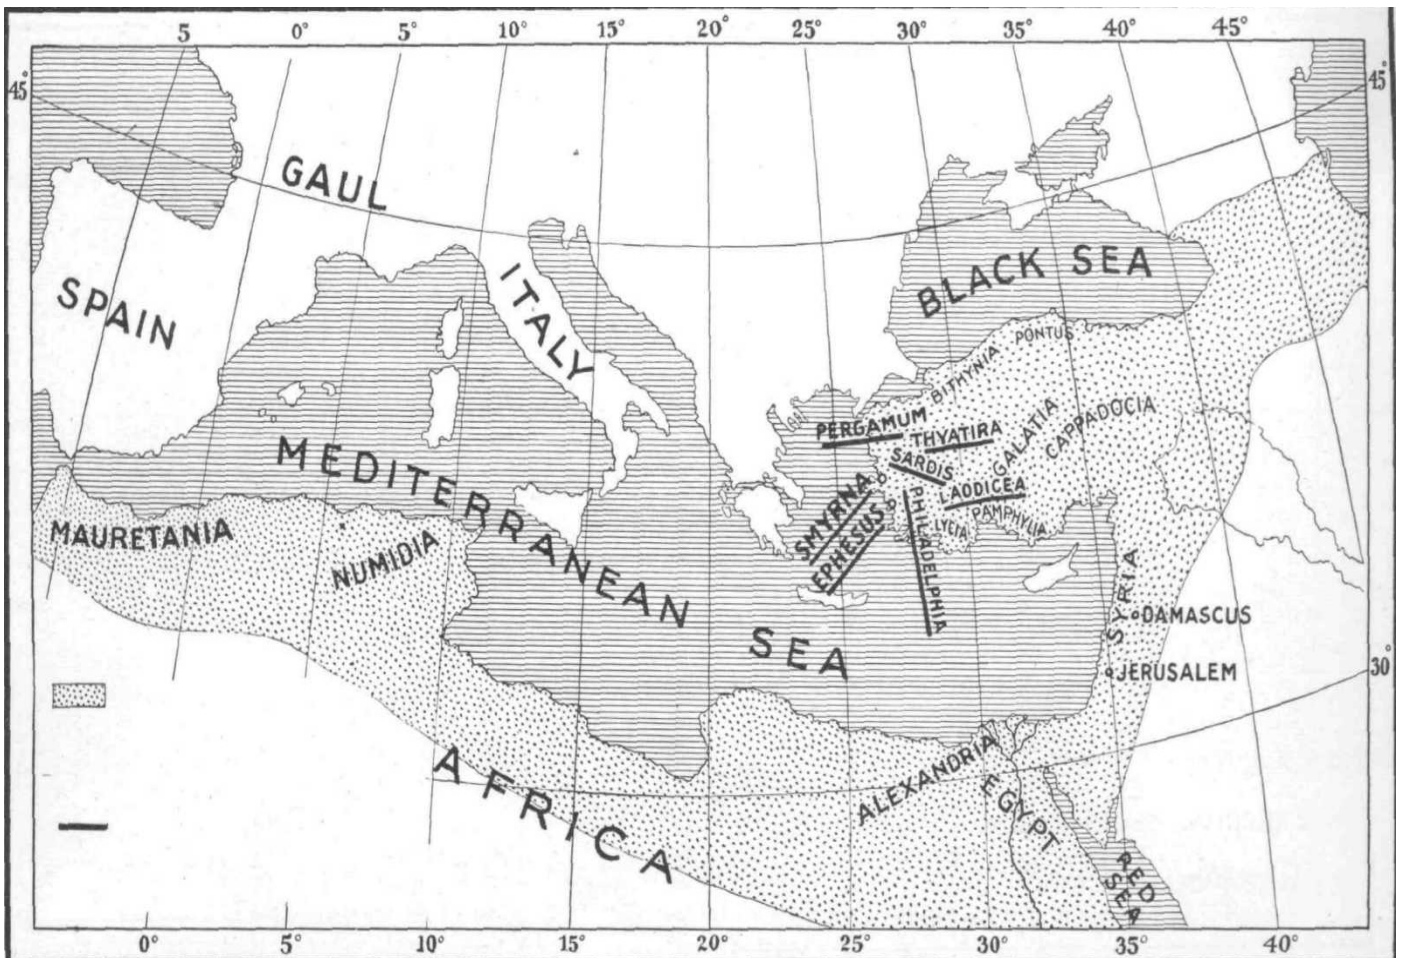 5 0° 5° 10° 15° 20° 25 30° 35° 40° 45°
45°
45°
GAUL
SPAIN
ITALY
BLACK SEA
PONTUS
BITHYNIA
PERGAMUM
THYATIRA
GALATIA
CAPPADOCIA
SARDIS
LAODICEA
SMYRNA
EPHESUS
PHILADELPHIA
LYCIA
PAMPHYLIA
MEDITERRANEAN SEA
MAURETANIA
NUMIDIA
SYRIA
DAMASCUS
JERUSALEM
30°
AFRICA
ALEXANDRIA
EGYPT
RED
SEA
0° 5° 10° 15° 20° 25° 30° 35° 40°